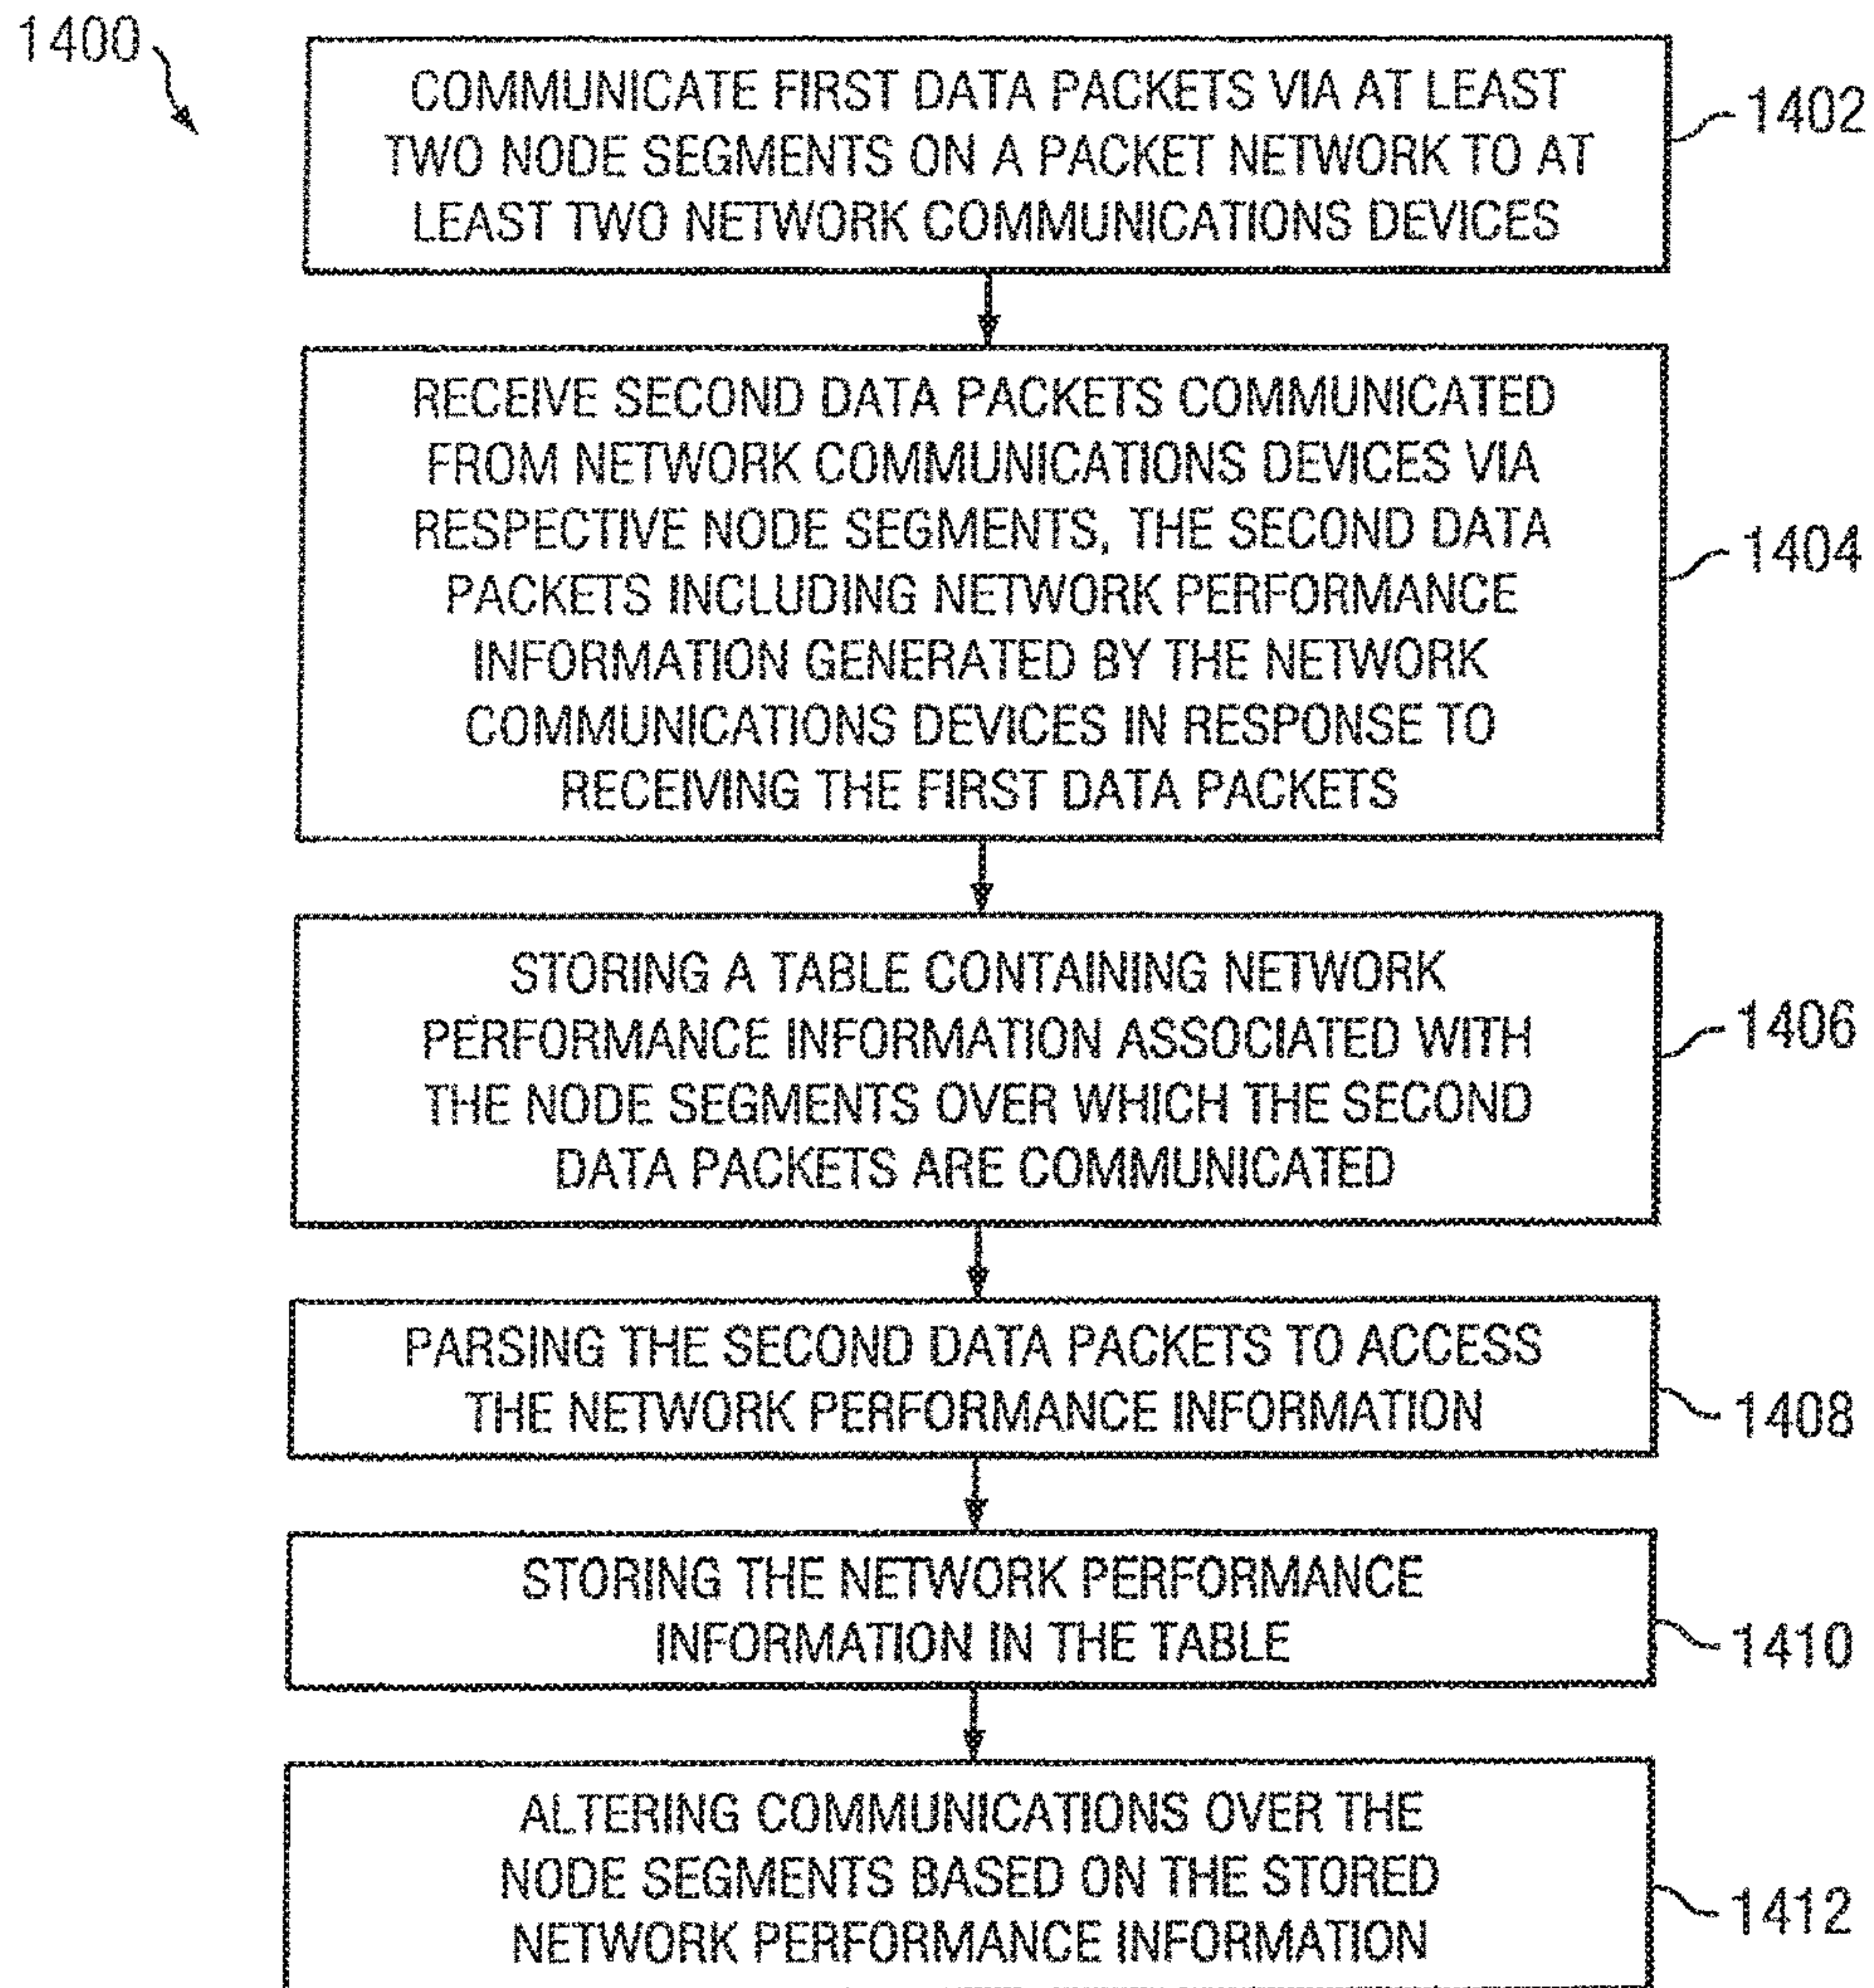 1400
COMMUNICATE FIRST DATA PACKETS VIA AT LEAST
TWO NODE SEGMENTS ON A PACKET NETWORK TO AT
LEAST TWO NETWORK COMMUNICATIONS DEVICES
1402
RECEIVE SECOND DATA PACKETS COMMUNICATED
FROM NETWORK COMMUNICATIONS DEVICES VIA
RESPECTIVE NODE SEGMENTS, THE SECOND DATA
PACKETS INCLUDING NETWORK PERFORMANCE
INFORMATION GENERATED BY THE NETWORK
COMMUNICATIONS DEVICES IN RESPONSE TO
RECEIVING THE FIRST DATA PACKETS
1404
STORING A TABLE CONTAINING NETWORK
PERFORMANCE INFORMATION ASSOCIATED WITH
THE NODE SEGMENTS OVER WHICH THE SECOND
DATA PACKETS ARE COMMUNICATED
1406
PARSING THE SECOND DATA PACKETS TO ACCESS
THE NETWORK PERFORMANCE INFORMATION
1408
STORING THE NETWORK PERFORMANCE
INFORMATION IN THE TABLE
1410
ALTERING COMMUNICATIONS OVER THE
NODE SEGMENTS BASED ON THE STORED
NETWORK PERFORMANCE INFORMATION
1412